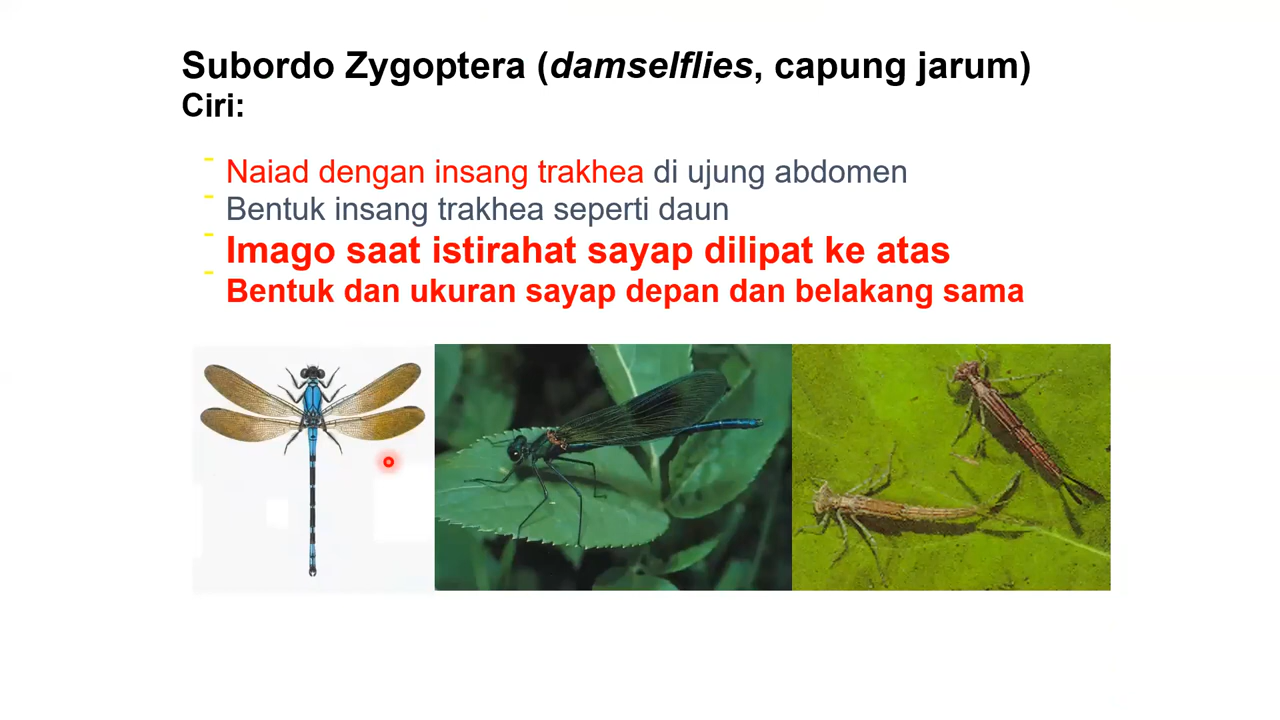 Subordo Zygoptera (damselflies, capung jarum)
Ciri:
- Naiad dengan insang trakhea di ujung abdomen
- Bentuk insang trakhea seperti daun
- Imago saat istirahat sayap dilipat ke atas
- Bentuk dan ukuran sayap depan dan belakang sama